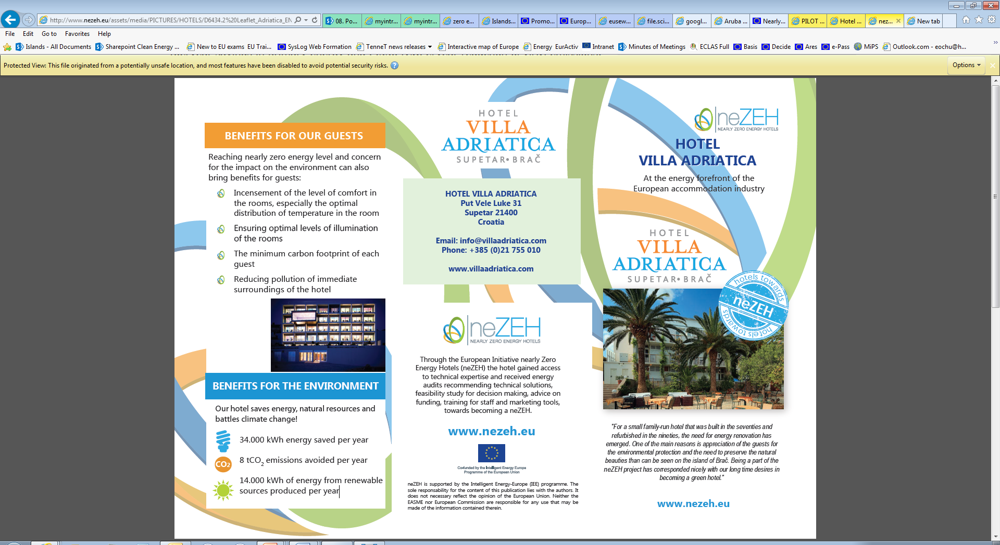 http://www.nezeh.eu/assets/media/PICTURES/HOTELS/D6434.2%20Leaflet_Adriatica_EN
08. Po...
myintr...
myintr...
zero e...
Islands...
Promo...
Europ...
eusew...
file.sci...
googl...
Aruba ...
Nearly...
PILOT ...
Hotel ...
nez...
New tab
File Edit Go to Favorites Help
Islands - All Documents
Sharepoint Clean Energy ...
New to EU exams EU Trai...
SysLog Web Formation
TenneT news releases
Interactive map of Europe
Energy EurActiv
Intranet
Minutes of Meetings
ECLAS Full
Basis
Decide
Ares
e-Pass
MiPS
Outlook.com - eochu@h...
Protected View: This file originated from a potentially unsafe location, and most features have been disabled to avoid potential security risks.
Options
BENEFITS FOR OUR GUESTS
Reaching nearly zero energy level and concern
for the impact on the environment can also
bring benefits for guests:
Incensement of the level of comfort in
the rooms, especially the optimal
distribution of temperature in the room
Ensuring optimal levels of illumination
of the rooms
The minimum carbon footprint of each
guest
Reducing pollution of immediate
surroundings of the hotel
BENEFITS FOR THE ENVIRONMENT
Our hotel saves energy, natural resources and
battles climate change!
34.000 kWh energy saved per year
CO2
8 tCO2 emissions avoided per year
14.000 kWh of energy from renewable
sources produced per year
HOTEL
VILLA
ADRIATICA
SUPETAR•BRAČ
HOTEL VILLA ADRIATICA
Put Vele Luke 31
Supetar 21400
Croatia
Email: info@villaadriatica.com
Phone: +385 (0)21 755 010
www.villaadriatica.com
neZEH
NEARLY ZERO ENERGY HOTELS
Through the European Initiative nearly Zero
Energy Hotels (neZEH) the hotel gained access
to technical expertise and received energy
audits recommending technical solutions,
feasibility study for decision making, advice on
funding, training for staff and marketing tools,
towards becoming a neZEH.
www.nezeh.eu
Co-funded by the Intelligent Energy Europe
Programme of the European Union
neZEH is supported by the Intelligent Energy-Europe (IEE) programme. The
sole responsability for the content of this publication lies with the authors. It
does not necessary reflect the opinion of the European Union. Neither the
EASME nor European Commission are responsible for any use that may be
made of the information contained therein.
neZEH
NEARLY ZERO ENERGY HOTELS
HOTEL
VILLA ADRIATICA
At the energy forefront of the
European accommodation industry
HOTEL
VILLA
ADRIATICA
SUPETAR•BRAČ
hotels towards
neZEH
hotels towards
"For a small family-run hotel that was built in the seventies and
refurbished in the nineties, the need for energy renovation has
emerged. One of the main reasons is appreciation of the guests for
the environmental protection and the need to preserve the natural
beauties than can be seen on the island of Brač. Being a part of the
neZEH project has corresponded nicely with our long time desires in
becoming a green hotel."
www.nezeh.eu